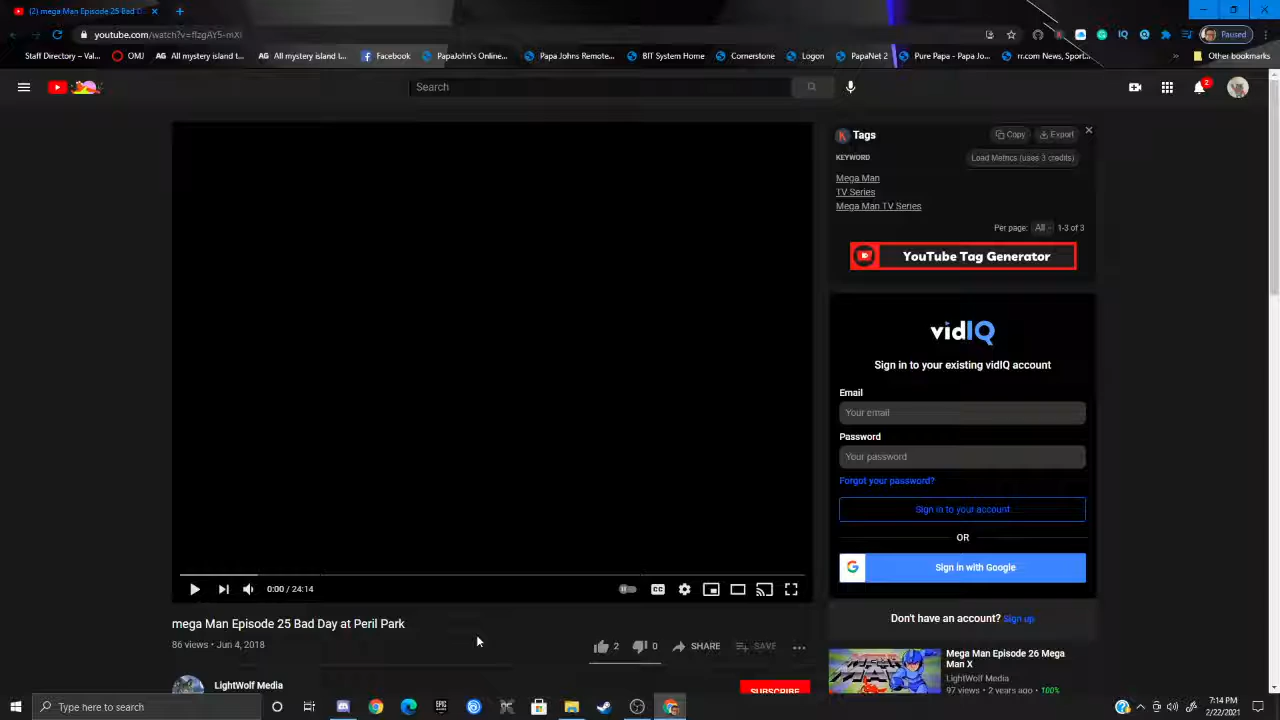 (2) mega Man Episode 25 Bad D
youtube.com/watch?v=fIzgAY5-mXI
Paused
Staff Directory – Val...
OMJ
All mystery island t...
All mystery island t...
Facebook
PapaJohn's Online...
Papa Johns Remote...
BIT System Home
Cornerstone
Logon
PapaNet 2
Pure Papa - Pa Jo...
rr.com News, Sport...
»
Other bookmarks
Search
2
Tags
Copy
Export
KEYWORD
Load Metrics (uses 3 credits)
Mega Man
TV Series
Mega Man TV Series
Per page: All
1-3 of 3
YouTube Tag Generator
vidIQ
Sign in to your existing vidIQ account
Email
Your email
Password
Your password
Forgot your password?
Sign in to your account
OR
Sign in with Google
Don't have an account? Sign up
0:00 / 24:14
CC
mega Man Episode 25 Bad Day at Peril Park
86 views • Jun 4, 2018
2
0
SHARE
SAVE
LightWolf Media
SUBSCRIBE
Mega Man Episode 26 Mega
Man X
LightWolf Media
97 views • 2 years ago • 100%
Type here to search
EPIC
7:14 PM
2/22/2021